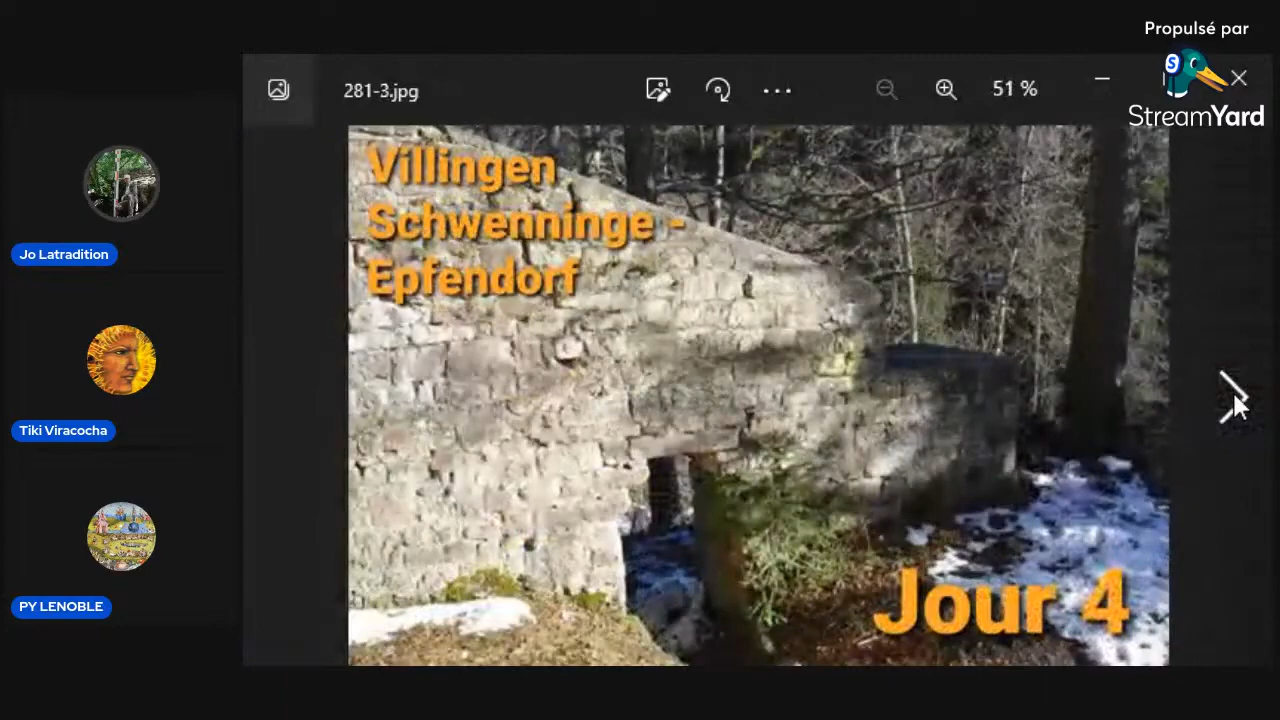 Propulsé par
StreamYard
281-3.jpg
51 %
Villingen
Schwenninge -
Epfendorf
Jour 4
Jo Latradition
Tiki Viracocha
PY LENOBLE